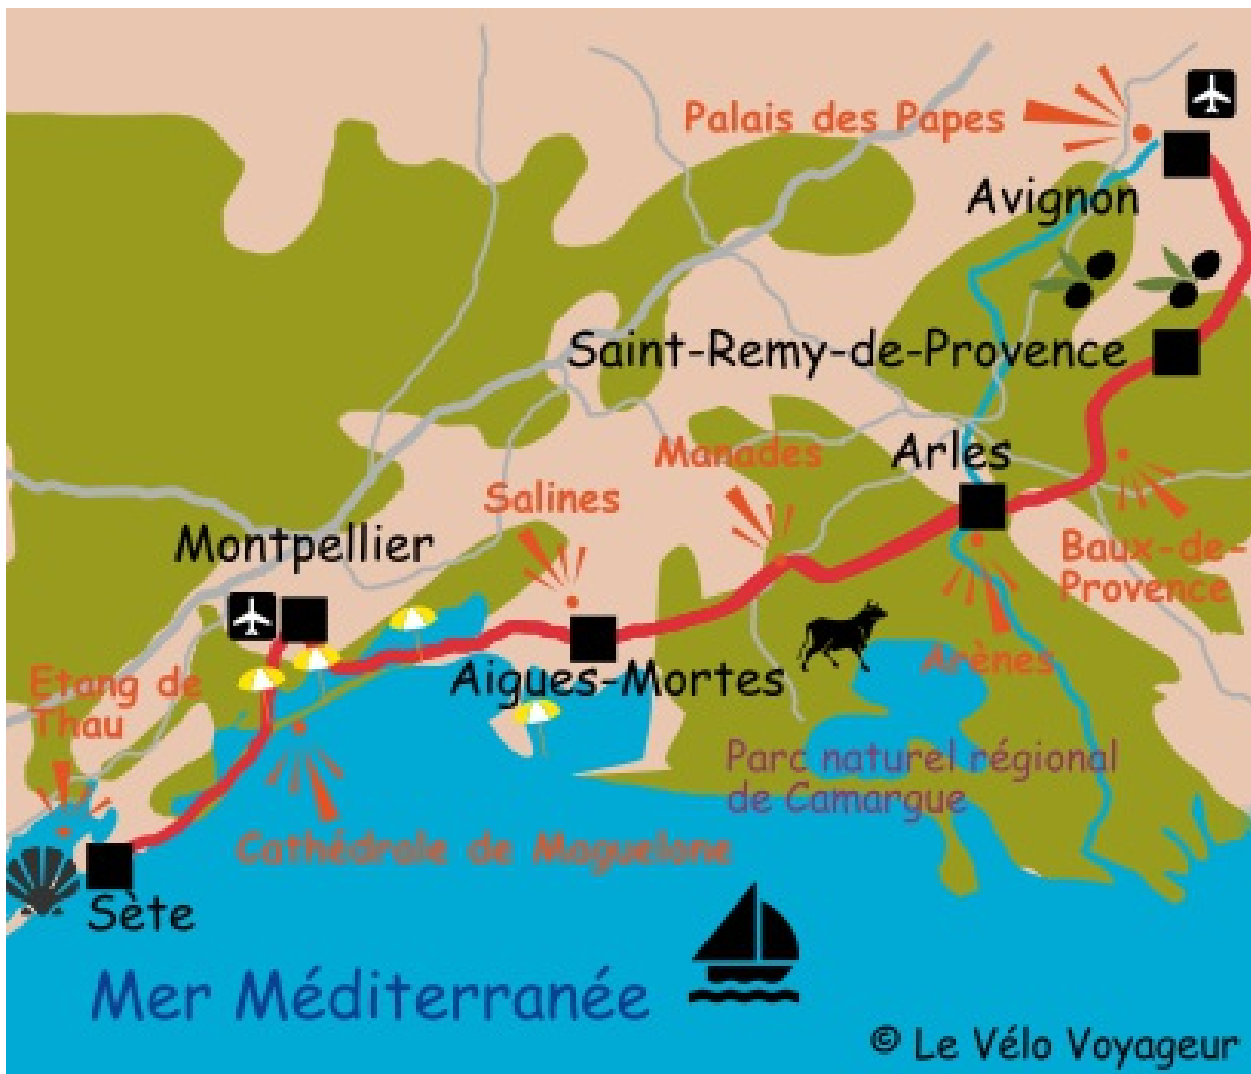 Palais des Papes
Avignon
Saint-Remy-de-Provence
Arles
Manades
Salines
Montpellier
Baux-de-
Provence
Aigues-Mortes
Arènes
Etang de
Thau
Parc naturel régional
de Camargue
Cathédrale de Maguelone
Sète
Mer Méditerranée
© Le Vélo Voyageur